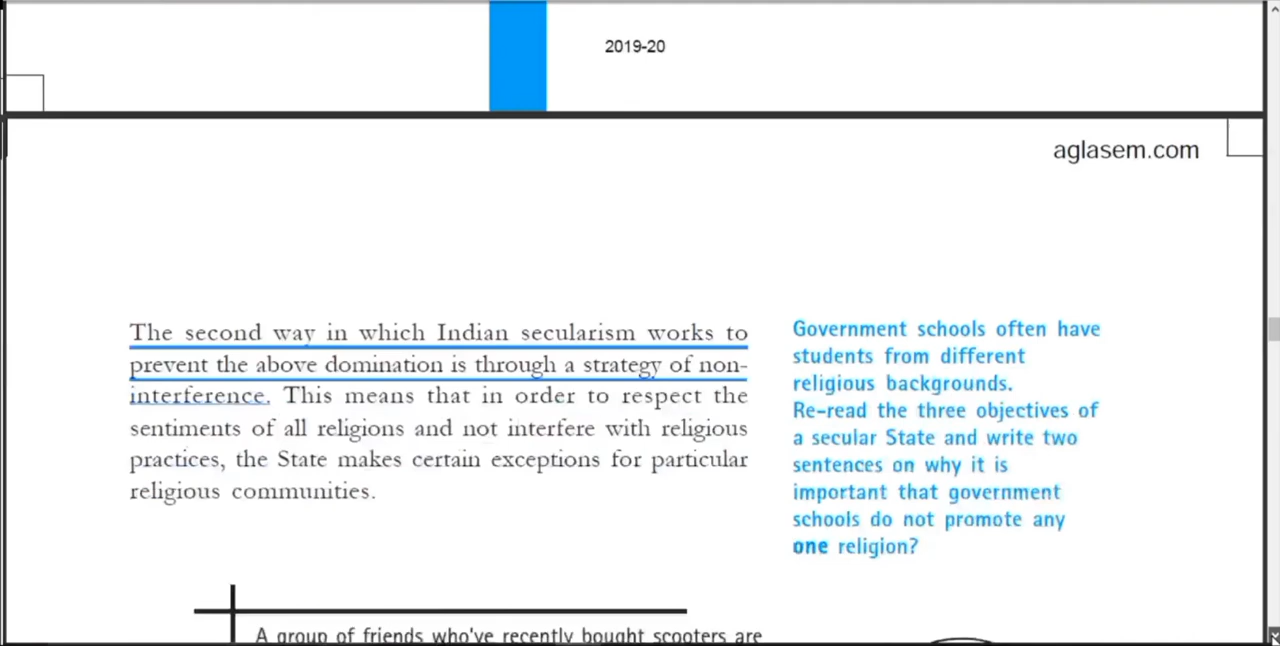 2019-20
aglasem.com
The second way in which Indian secularism works to
prevent the above domination is through a strategy of non-
interference. This means that in order to respect the
sentiments of all religions and not interfere with religious
practices, the State makes certain exceptions for particular
religious communities.
Government schools often have
students from different
religious backgrounds.
Re-read the three objectives of
a secular State and write two
sentences on why it is
important that government
schools do not promote any
one religion?
A group of friends who've recently bought scooters are